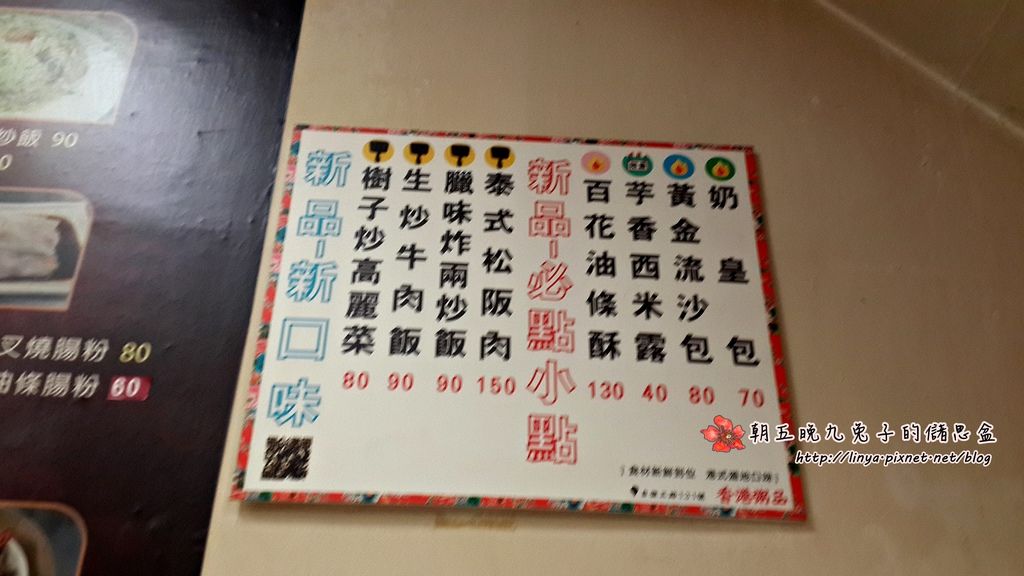 炒飯 90
0
叉燒腸粉 80
油條腸粉 60
新品-新口味
樹子炒高麗菜 80
生炒牛肉飯 90
臘味炸兩炒飯 90
泰式松阪肉 150
新品-必點小點
百花油條酥 130
芋香西米露 40
黃金流沙包 80
奶皇包 70
朝五晚九兔子的儲思盒
http://linya.pixnet.net/blog